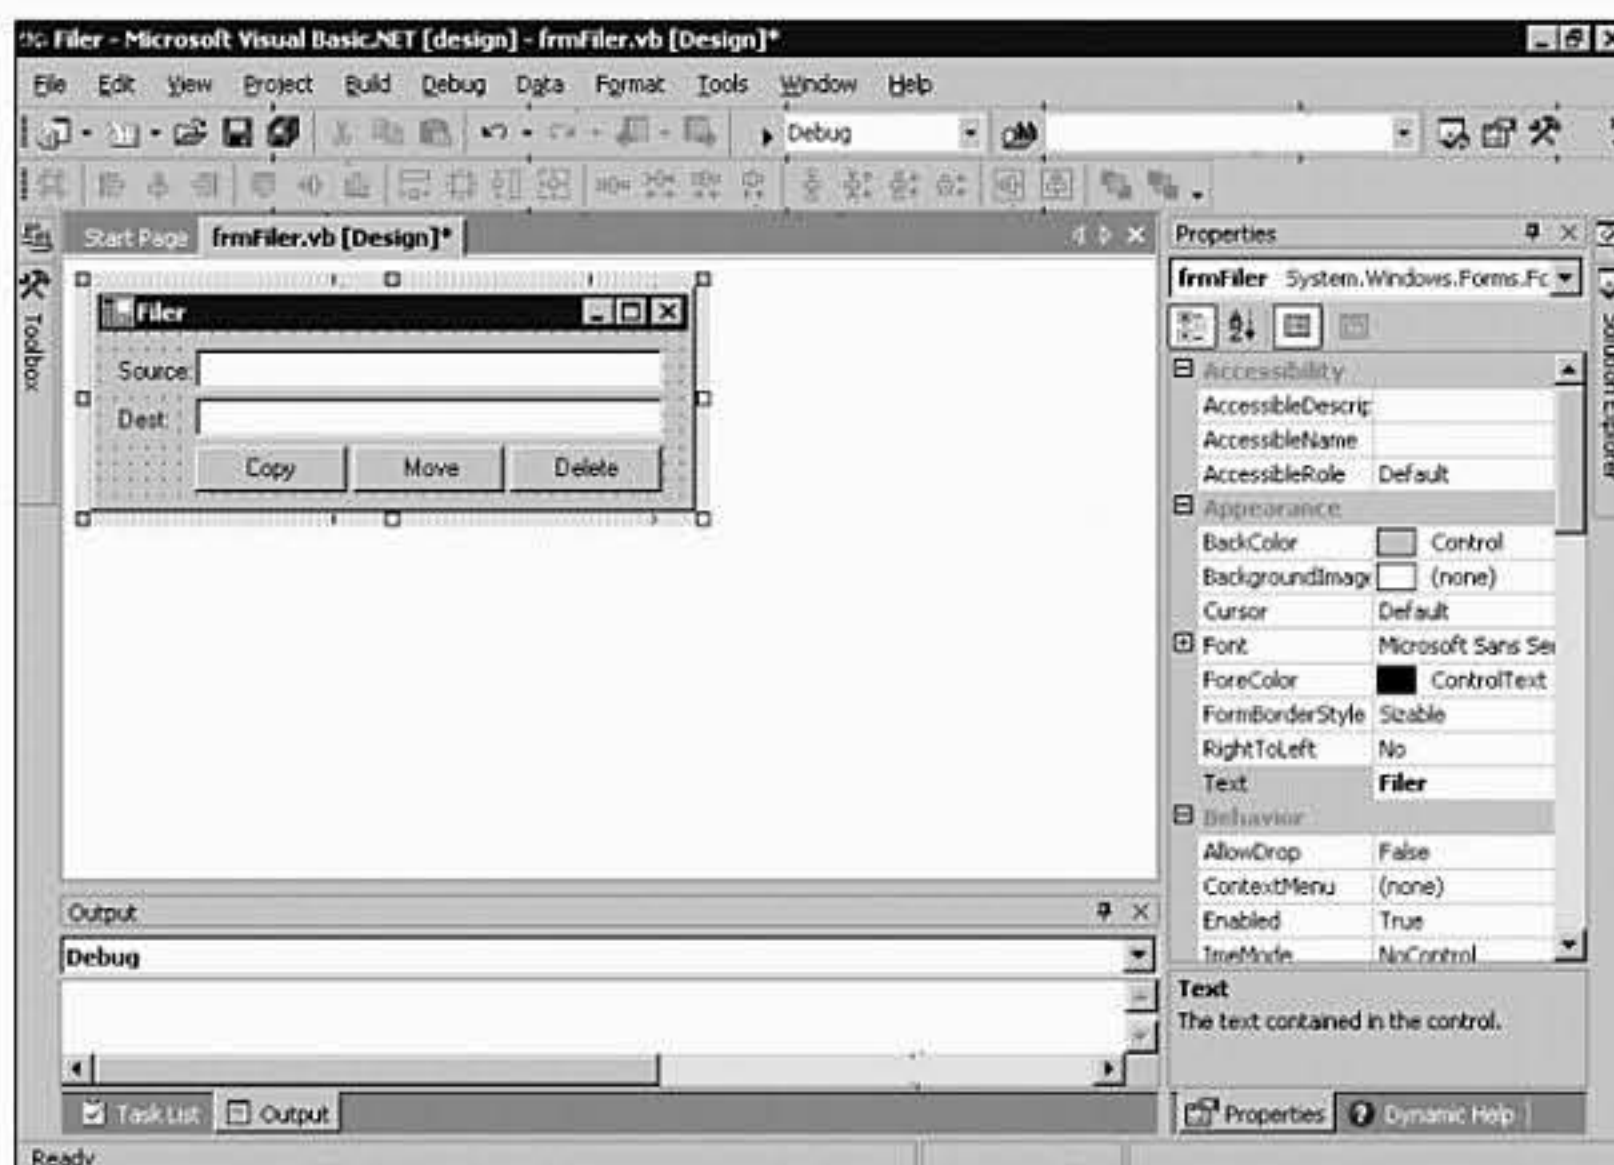 Filer - Microsoft Visual Basic.NET [design] - frmFiler.vb [Design]*
File Edit View Project Build Debug Data Format Tools Window Help
Debug
Start Page frmFiler.vb [Design]*
Toolbox
Filer
Source:
Dest:
Copy Move Delete
Output
Debug
Task List Output
Ready
Properties
frmFiler System.Windows.Forms.Fc
Accessibility
AccessibleDescrip
AccessibleName
AccessibleRole Default
Appearance
BackColor Control
BackgroundImage (none)
Cursor Default
Font Microsoft Sans Ser
ForeColor ControlText
FormBorderStyle Sizable
RightToLeft No
Text Filer
Behavior
AllowDrop False
ContextMenu (none)
Enabled True
ImeMode NoControl
Text
The text contained in the control.
Properties Dynamic Help
Solution Explorer